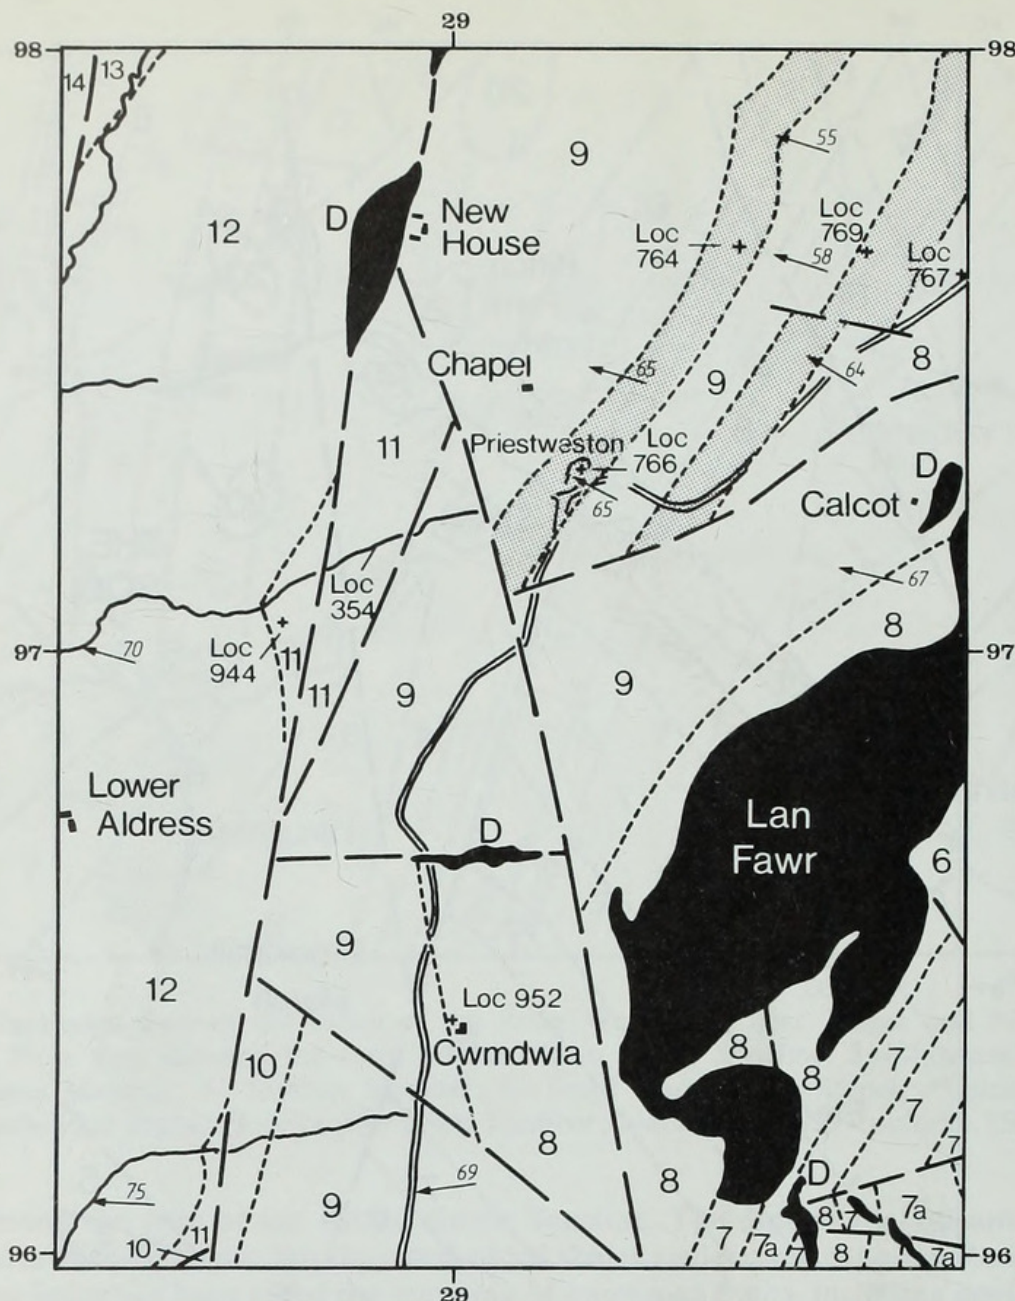 29
98
98
14
13
9
55
12
D
New
House
Loc
764
Loc
769
58
Loc
767
Chapel
65
9
64
8
11
Priestweston
Loc
766
65
D
Calcot
Loc
354
67
8
97
70
Loc
944
11
11
9
9
97
Lower
Aldress
D
Lan
Fawr
6
9
12
Loc 952
Cwmdwla
10
8
8
7
7
7
8
8
69
75
9
D
7a
10
11
7
7a
7
8
7
8
7a
96
96
29